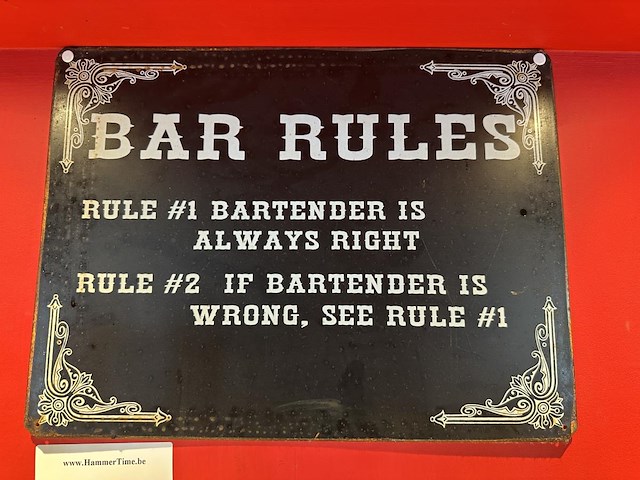 BAR RULES
RULE #1 BARTENDER IS
ALWAYS RIGHT
RULE #2 IF BARTENDER IS
WRONG, SEE RULE #1
www.HammerTime.be